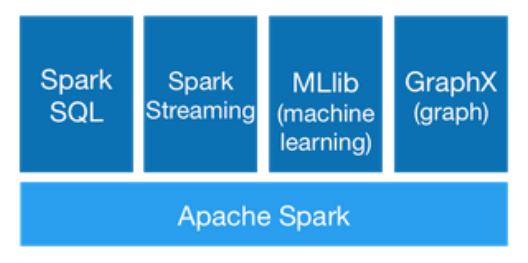 Spark
SQL
Spark
Streaming
MLlib
(machine
learning)
GraphX
(graph)
Apache Spark